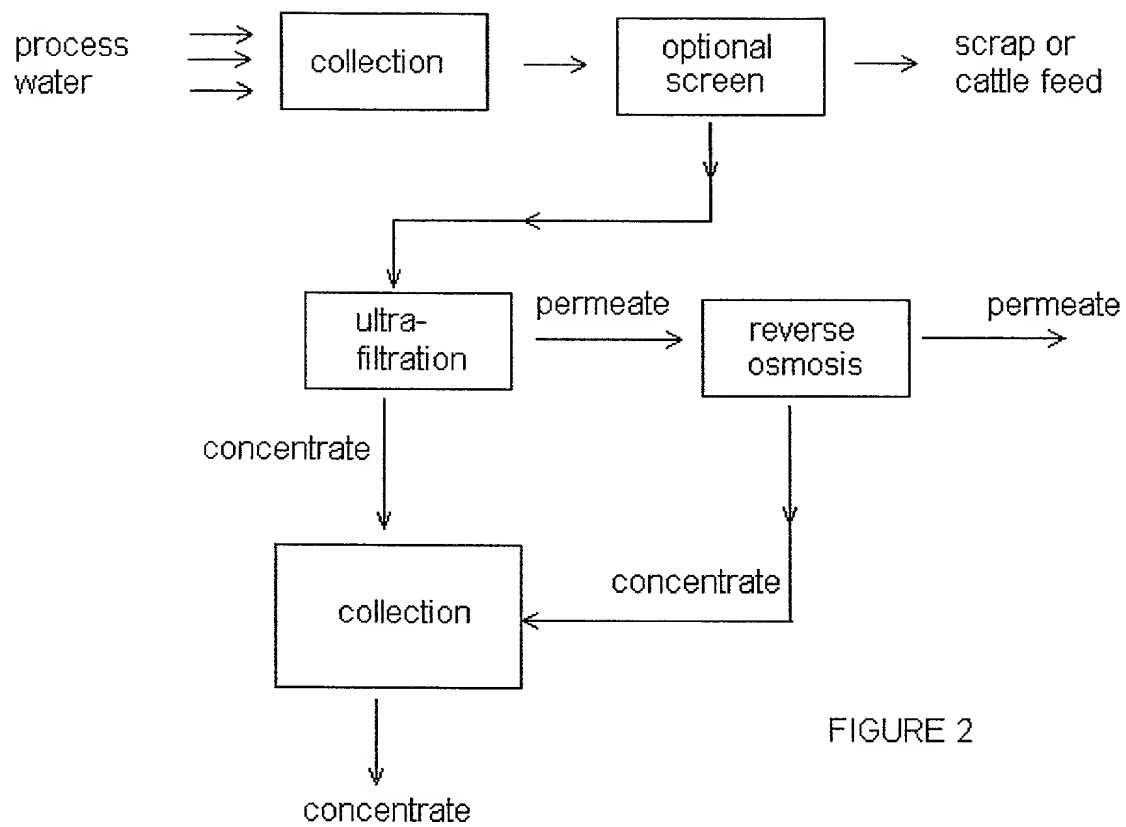 process
water
collection
optional
screen
scrap or
cattle feed
ultra-
filtration
permeate
reverse
osmosis
permeate
concentrate
collection
concentrate
concentrate
FIGURE 2